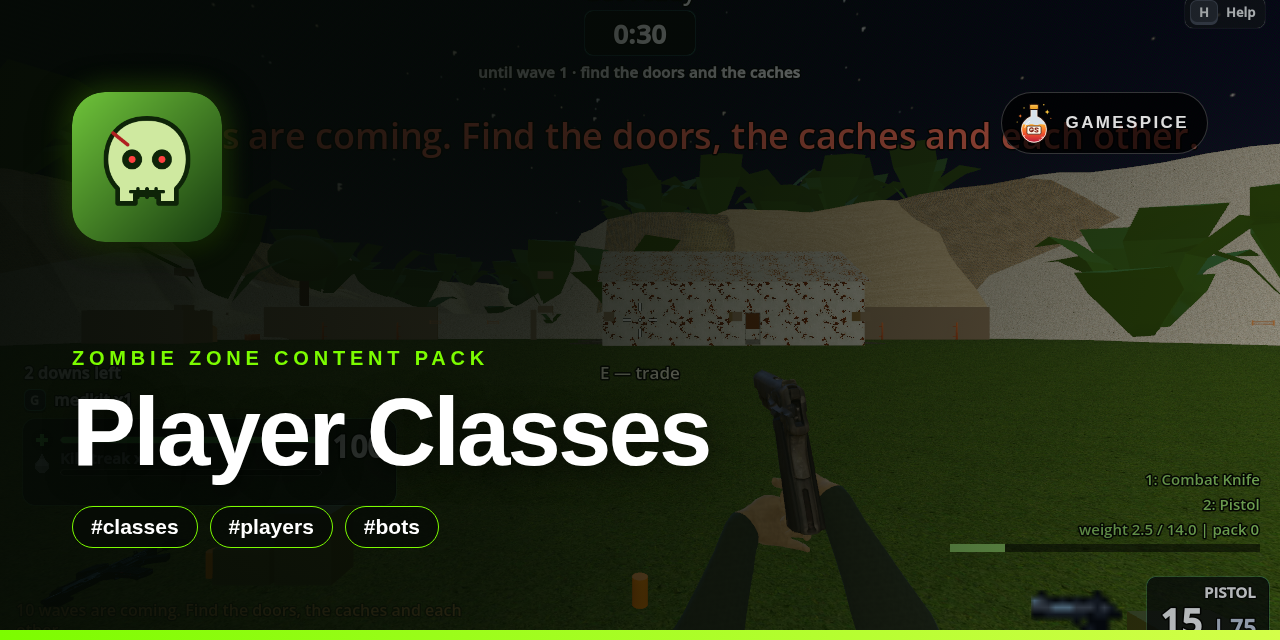 0:30
H Help
until wave 1 · find the doors and the caches
s are coming. Find the doors, the caches and each other.
GS
GAMESPICE
ZOMBIE ZONE CONTENT PACK
2 downs left
E — trade
G
Player Classes
100
1: Combat Knife
2: Pistol
weight 2.5 / 14.0 | pack 0
#classes #players #bots
PISTOL
15 | 75
10 waves are coming. Find the doors, the caches and each